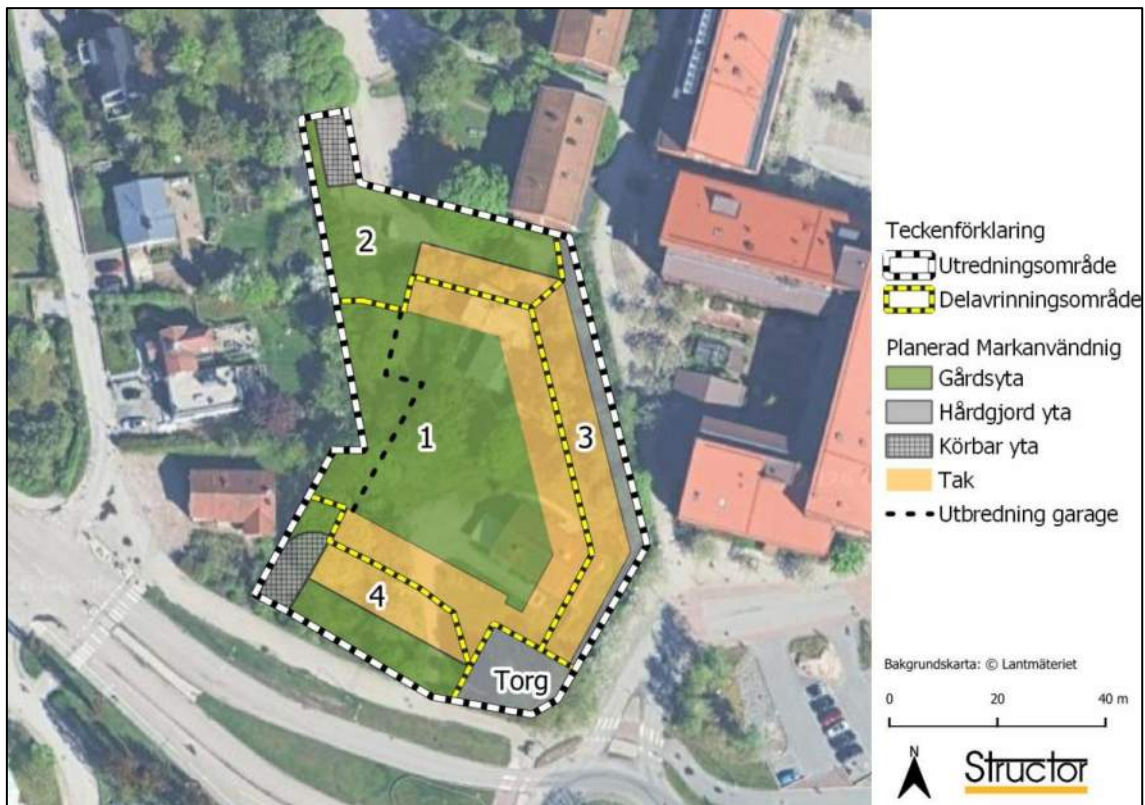 2
1
3
4
Torg
Teckenförklaring
Utredningsområde
Delavrinningsområde
Planerad Markanvändnig
Gårdsyta
Hårdgjord yta
Körbar yta
Tak
Utbredning garage
Bakgrundskarta: © Lantmäteriet
0 20 40 m
N
Structor